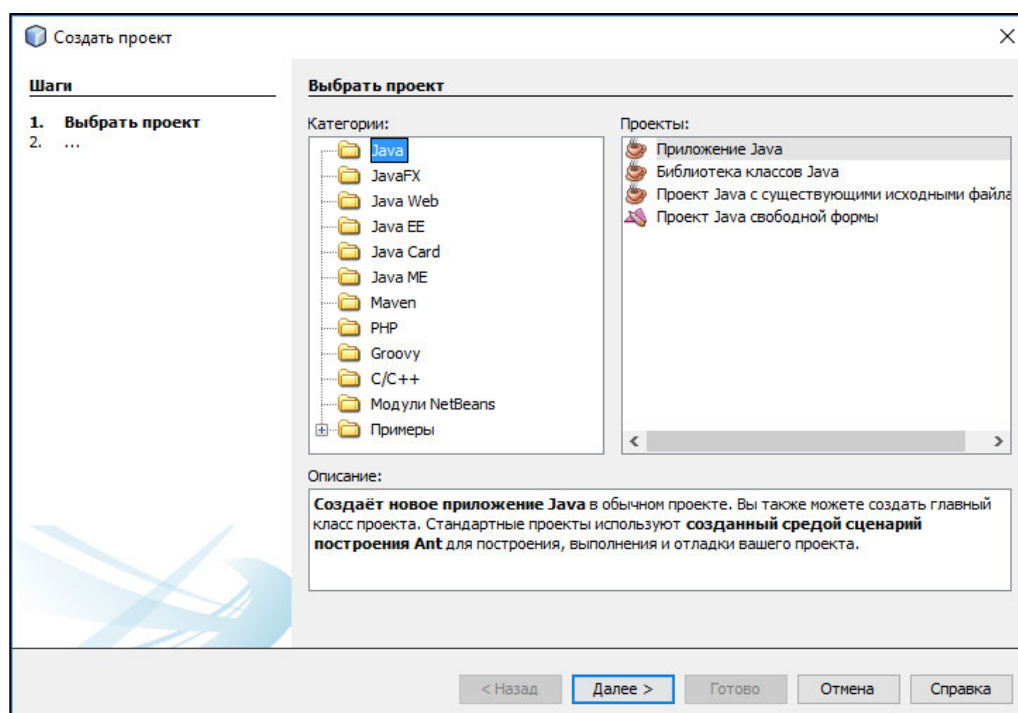 Создать проект
Шаги
1. Выбрать проект
2. ...
Выбрать проект
Категории:
Java
JavaFX
Java Web
Java EE
Java Card
Java ME
Maven
PHP
Groovy
C/C++
Модули NetBeans
Примеры
Проекты:
Приложение Java
Библиотека классов Java
Проект Java с существующими исходными файла
Проект Java свободной формы
Описание:
Создаёт новое приложение Java в обычном проекте. Вы также можете создать главный
класс проекта. Стандартные проекты используют созданный средой сценарий
построения Ant для построения, выполнения и отладки вашего проекта.
< Назад
Далее >
Готово
Отмена
Справка